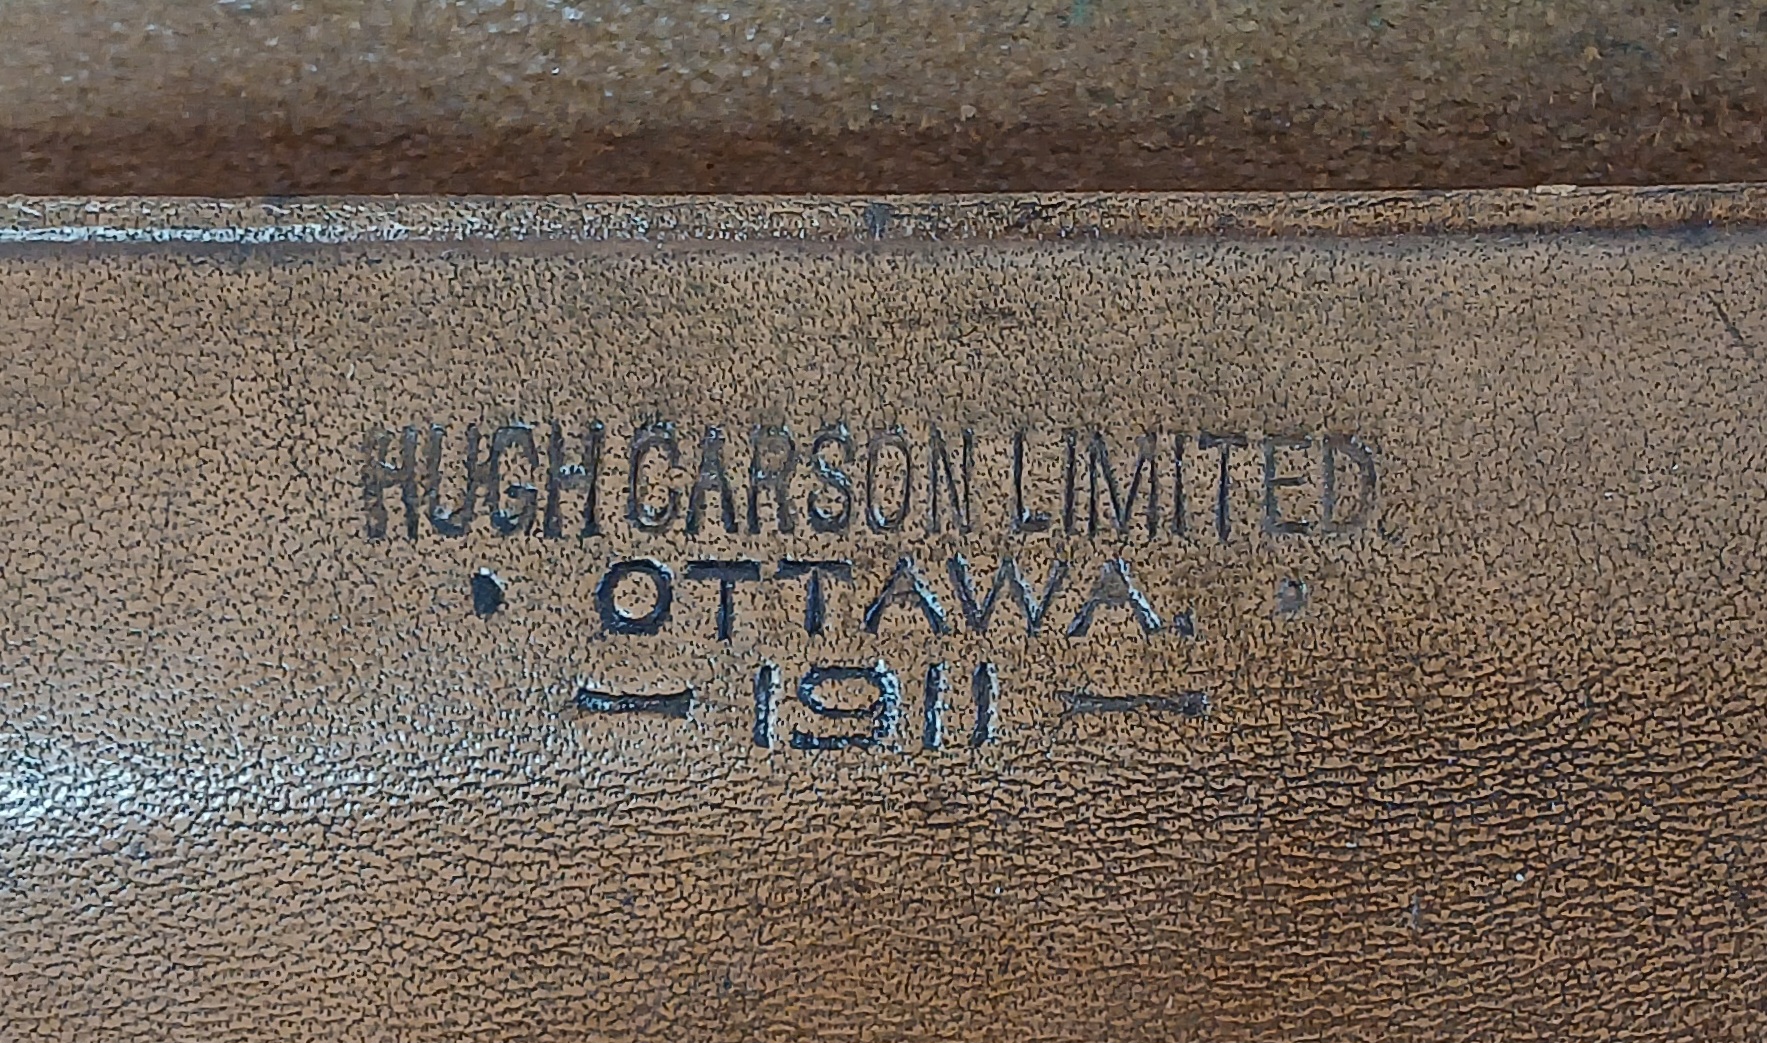 HUGH CARSON LIMITED.
• OTTAWA. •
— 1911 —